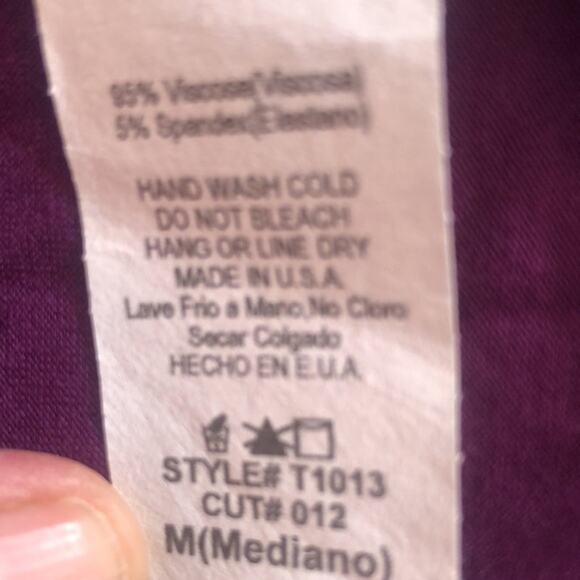 95% Viscose(Viscosa)
5% Spandex(Elastano)
HAND WASH COLD
DO NOT BLEACH
HANG OR LINE DRY
MADE IN U.S.A.
Lave Frio a Mano,No Cloro
Secar Colgado
HECHO EN E.U.A.
STYLE# T1013
CUT# 012
M(Mediano)